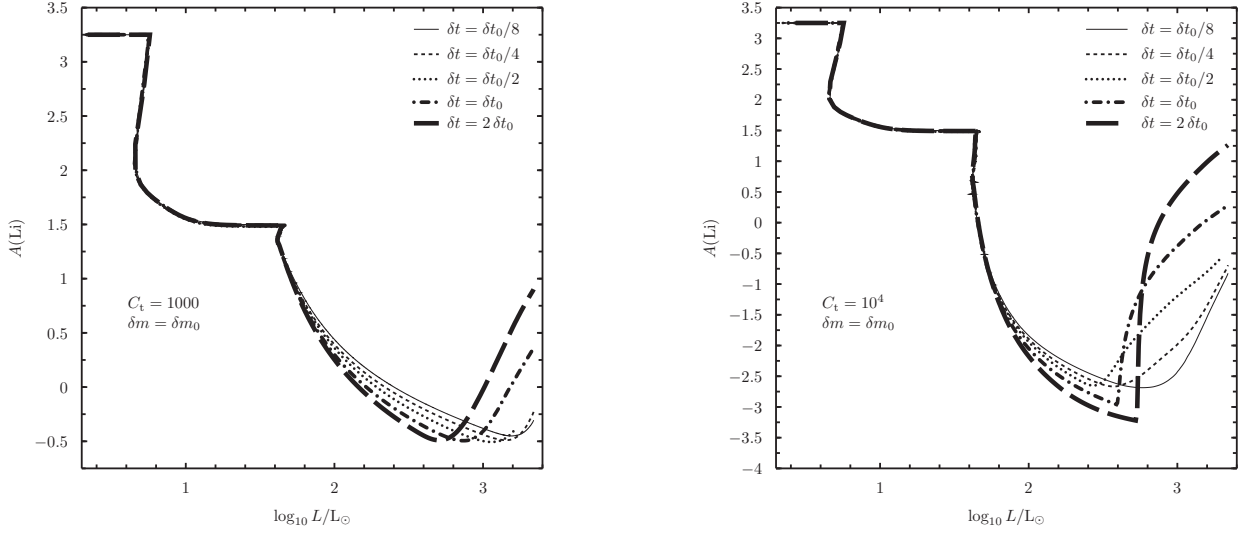 3.5
3
2.5
2
1.5
1
0.5
0
−0.5
A(Li)
1 2 3
log₁₀ L/L⊙
δt = δt₀/8
δt = δt₀/4
δt = δt₀/2
δt = δt₀
δt = 2 δt₀
Cₜ = 1000
δm = δm₀
3.5
3
2.5
2
1.5
1
0.5
0
−0.5
−1
−1.5
−2
−2.5
−3
−3.5
−4
A(Li)
1 2 3
log₁₀ L/L⊙
δt = δt₀/8
δt = δt₀/4
δt = δt₀/2
δt = δt₀
δt = 2 δt₀
Cₜ = 10⁴
δm = δm₀